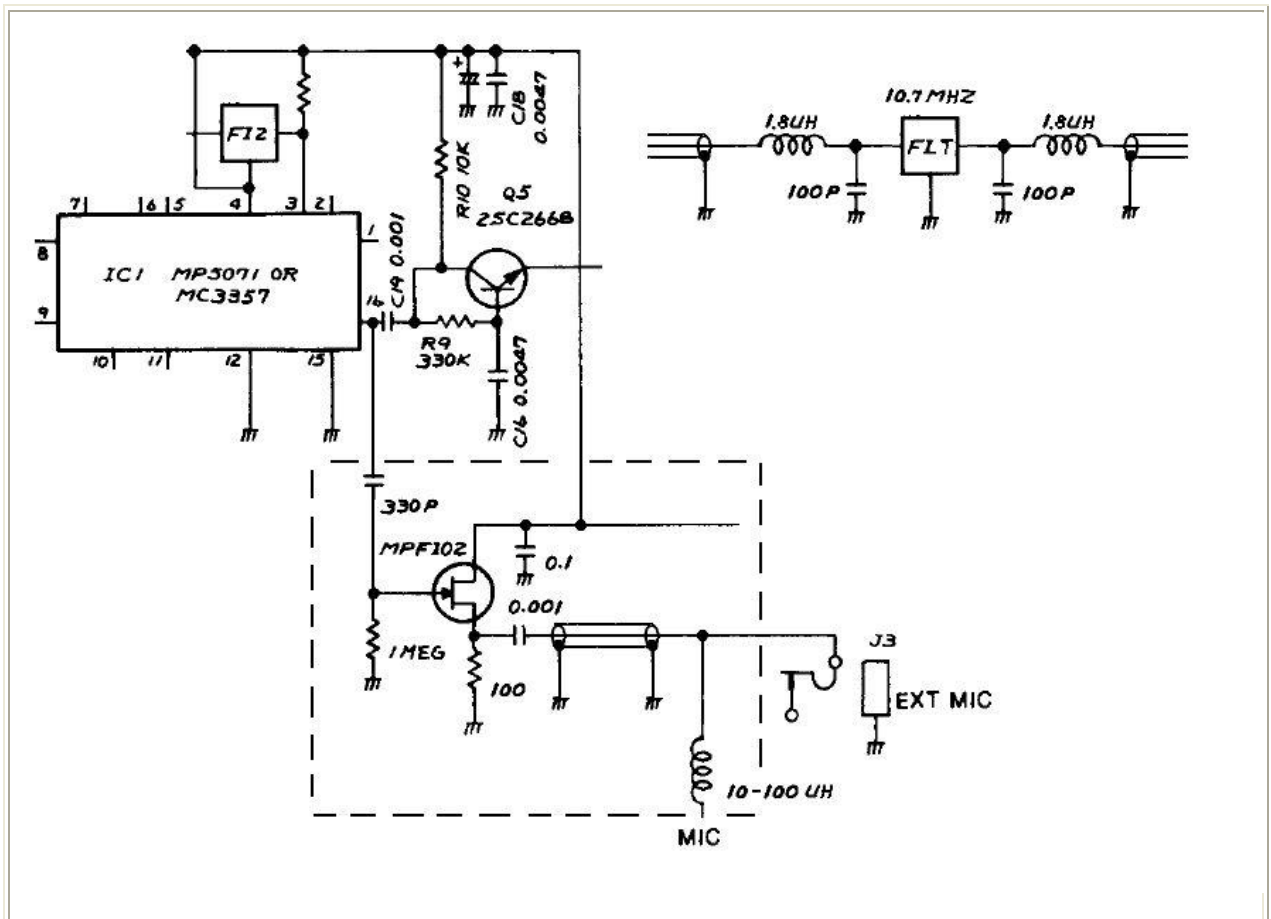 FI2
R10 10K
C18
0.0047
Q5
2SC2668
10.7 MHZ
1.8UH
FLT
1.8UH
100P
100P
7
6
5
4
3
2
1
8
9
10
11
12
15
16
IC1 MP5071 OR
MC3357
C19 0.001
R9
330K
C16 0.0047
330P
MPF102
0.1
0.001
1MEG
100
J3
EXT MIC
10-100 UH
MIC